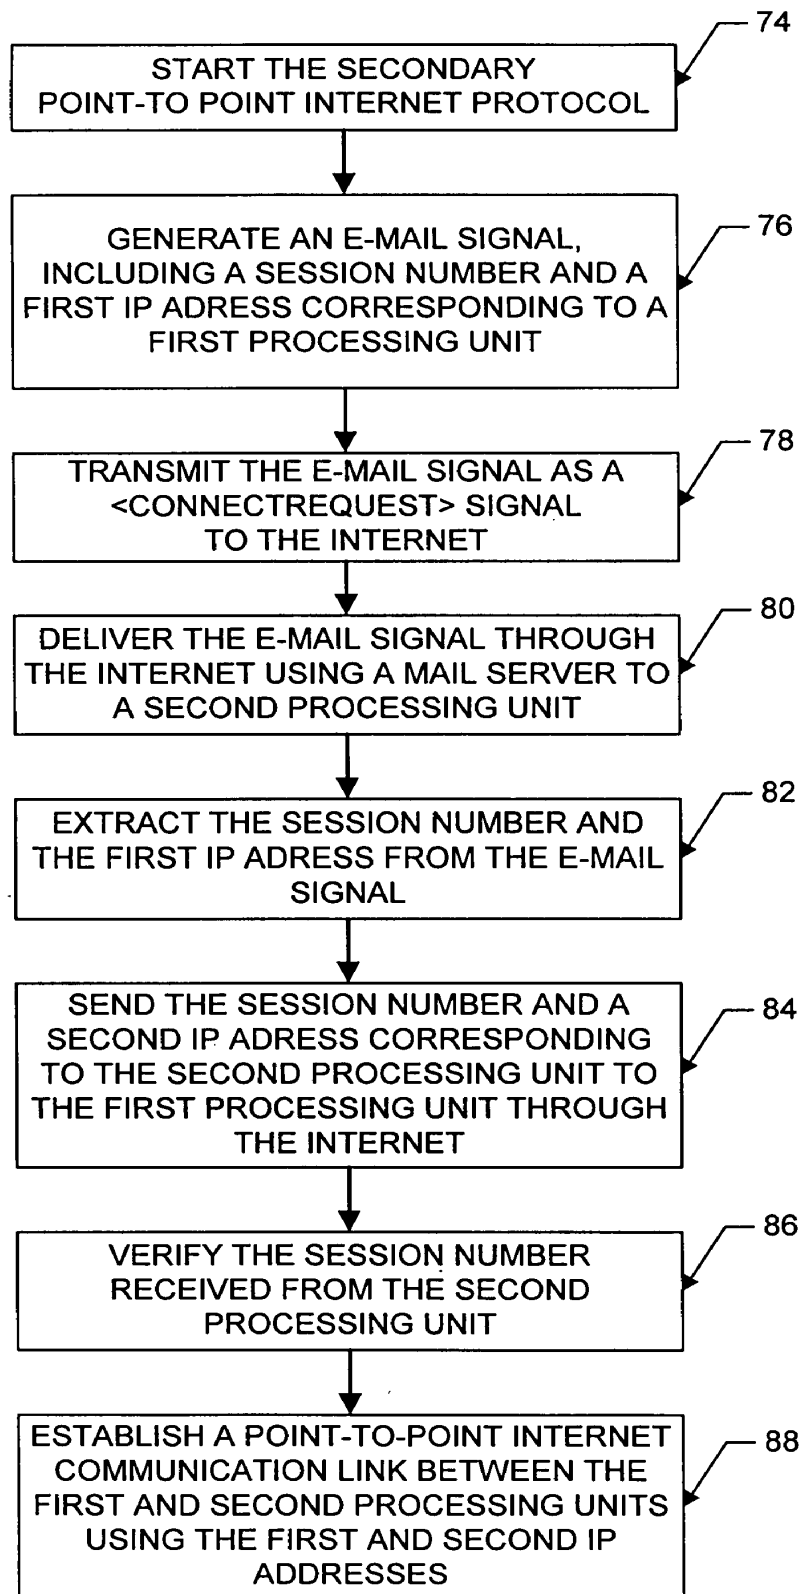 74
START THE SECONDARY
POINT-TO POINT INTERNET PROTOCOL
76
GENERATE AN E-MAIL SIGNAL,
INCLUDING A SESSION NUMBER AND A
FIRST IP ADRESS CORRESPONDING TO A
FIRST PROCESSING UNIT
78
TRANSMIT THE E-MAIL SIGNAL AS A
<CONNECTREQUEST> SIGNAL
TO THE INTERNET
80
DELIVER THE E-MAIL SIGNAL THROUGH
THE INTERNET USING A MAIL SERVER TO
A SECOND PROCESSING UNIT
82
EXTRACT THE SESSION NUMBER AND
THE FIRST IP ADRESS FROM THE E-MAIL
SIGNAL
84
SEND THE SESSION NUMBER AND A
SECOND IP ADRESS CORRESPONDING
TO THE SECOND PROCESSING UNIT TO
THE FIRST PROCESSING UNIT THROUGH
THE INTERNET
86
VERIFY THE SESSION NUMBER
RECEIVED FROM THE SECOND
PROCESSING UNIT
88
ESTABLISH A POINT-TO-POINT INTERNET
COMMUNICATION LINK BETWEEN THE
FIRST AND SECOND PROCESSING UNITS
USING THE FIRST AND SECOND IP
ADDRESSES